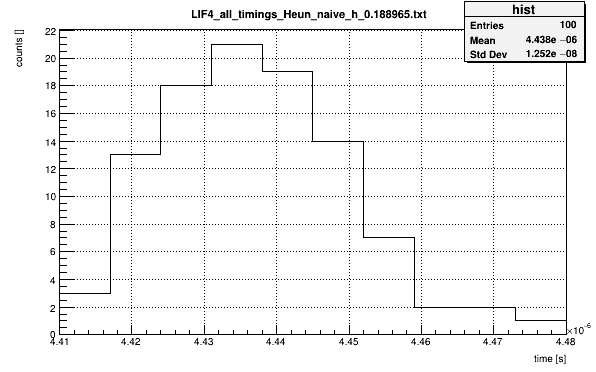 LIF4_all_timings_Heun_naive_h_0.188965.txt
hist
Entries 100
Mean 4.438e −06
Std Dev 1.252e −08
counts []
22
20
18
16
14
12
10
8
6
4
2
0
4.41 4.42 4.43 4.44 4.45 4.46 4.47 4.48
×10⁻⁶
time [s]